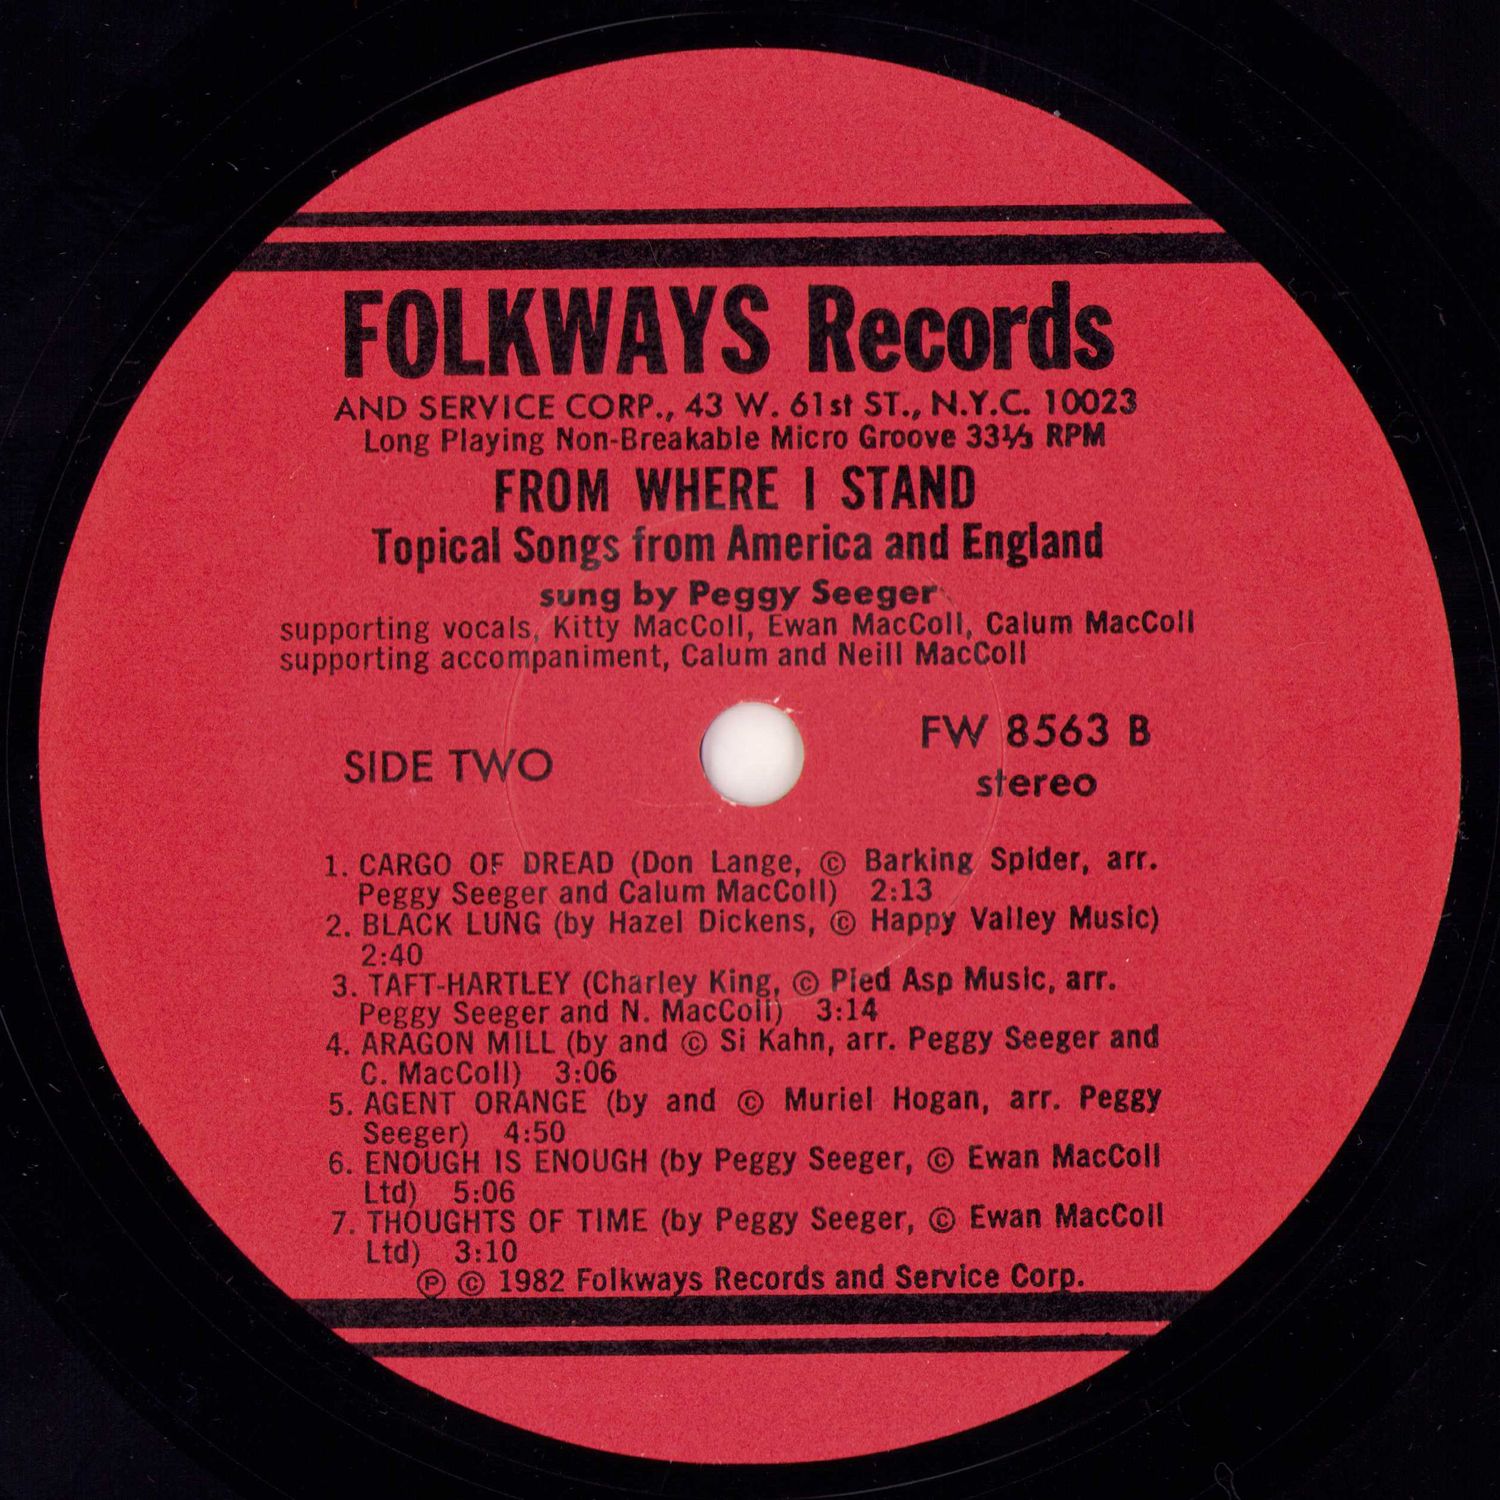 FOLKWAYS Records
AND SERVICE CORP., 43 W. 61st ST., N.Y.C. 10023
Long Playing Non-Breakable Micro Groove 33⅓ RPM
FROM WHERE I STAND
Topical Songs from America and England
sung by Peggy Seeger
supporting vocals, Kitty MacColl, Ewan MacColl, Calum MacColl
supporting accompaniment, Calum and Neill MacColl
SIDE TWO
FW 8563 B
stereo
1. CARGO OF DREAD (Don Lange, © Barking Spider, arr.
Peggy Seeger and Calum MacColl) 2:13
2. BLACK LUNG (by Hazel Dickens, © Happy Valley Music)
2:40
3. TAFT-HARTLEY (Charley King, © Pied Asp Music, arr.
Peggy Seeger and N. MacColl) 3:14
4. ARAGON MILL (by and © Si Kahn, arr. Peggy Seeger and
C. MacColl) 3:06
5. AGENT ORANGE (by and © Muriel Hogan, arr. Peggy
Seeger) 4:50
6. ENOUGH IS ENOUGH (by Peggy Seeger, © Ewan MacColl
Ltd) 5:06
7. THOUGHTS OF TIME (by Peggy Seeger, © Ewan MacColl
Ltd) 3:10
℗ © 1982 Folkways Records and Service Corp.